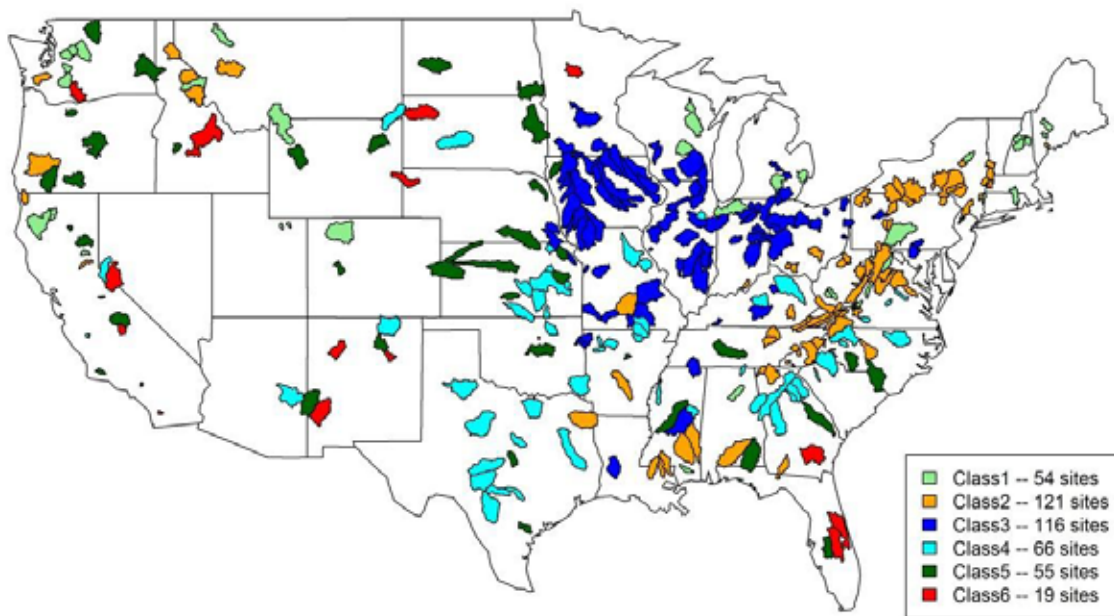 Class1 -- 54 sites
Class2 -- 121 sites
Class3 -- 116 sites
Class4 -- 66 sites
Class5 -- 55 sites
Class6 -- 19 sites